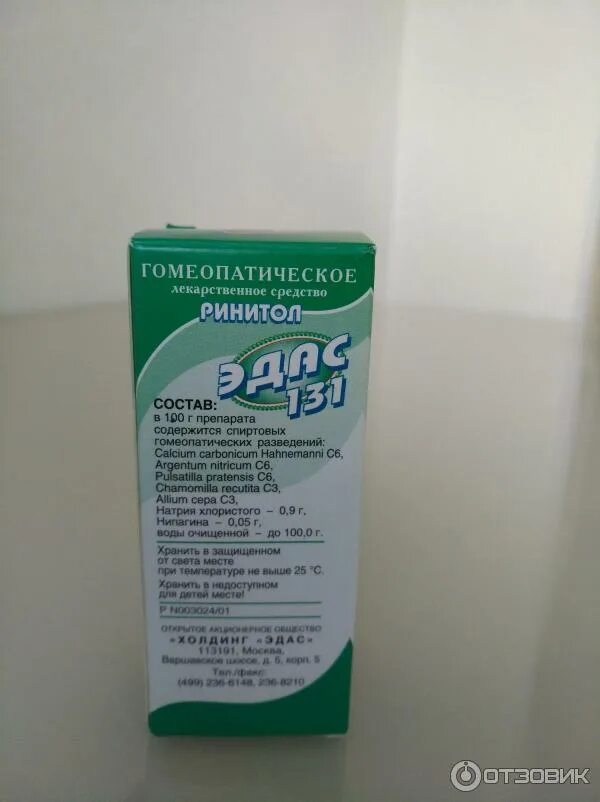 ГОМЕОПАТИЧЕСКОЕ
лекарственное средство
РИНИТОЛ
ЭДАС
131
СОСТАВ:
в 100 г препарата
содержится спиртовых
гомеопатических разведений:
Calcium carbonicum Hahnemanni C6,
Argentum nitricum C6,
Pulsatilla pratensis C6,
Chamomilla recutita C3,
Allium cepa C3,
Натрия хлористого – 0,9 г,
Нипагина – 0,05 г,
воды очищенной – до 100,0 г.
Хранить в защищенном
от света месте
при температуре не выше 25 °С.
Хранить в недоступном
для детей месте!
Р N003024/01
ОТКРЫТОЕ АКЦИОНЕРНОЕ ОБЩЕСТВО
«ХОЛДИНГ «ЭДАС»
113191, Москва,
Варшавское шоссе, д. 5, корп. 5
Тел./факс:
(499) 236-6148, 236-8210
ОТЗОВИК